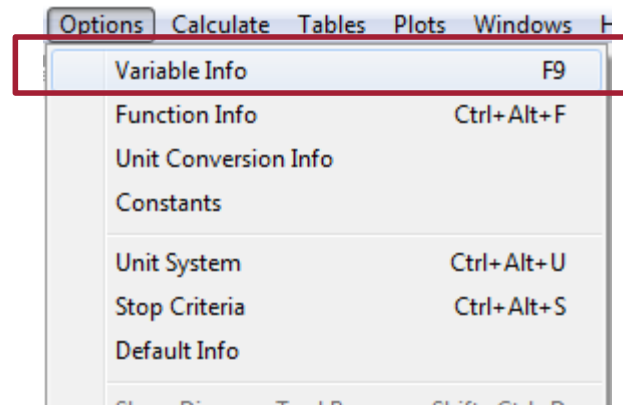 Options Calculate Tables Plots Windows
Variable Info F9
Function Info Ctrl+Alt+F
Unit Conversion Info
Constants
Unit System Ctrl+Alt+U
Stop Criteria Ctrl+Alt+S
Default Info